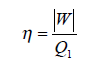 η = |W| / Q₁